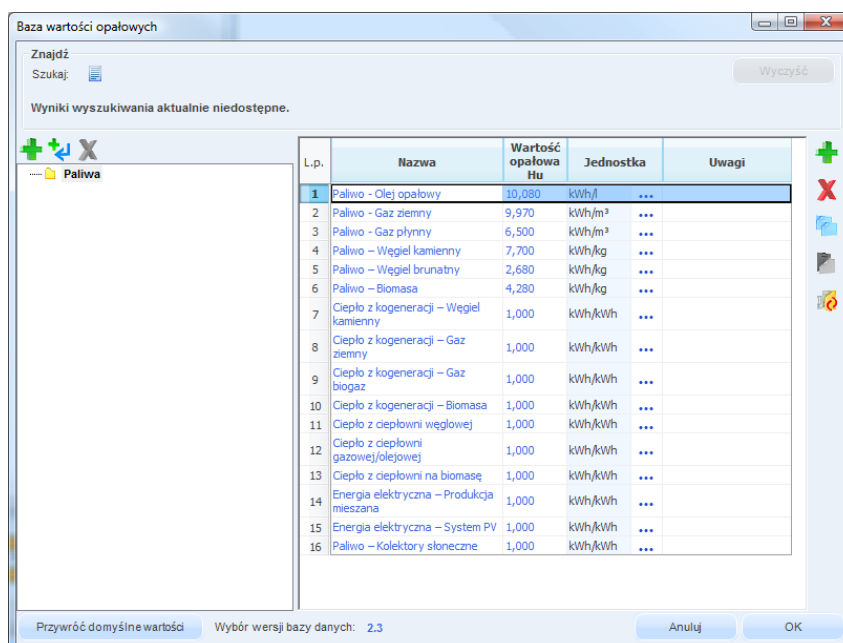 Baza wartości opałowych
Znajdź
Szukaj:
Wyczyść
Wyniki wyszukiwania aktualnie niedostępne.
Paliwa
L.p. Nazwa Wartość opałowa Hu Jednostka Uwagi
1 Paliwo - Olej opałowy 10,080 kWh/l ...
2 Paliwo - Gaz ziemny 9,970 kWh/m³ ...
3 Paliwo - Gaz płynny 6,500 kWh/m³ ...
4 Paliwo – Węgiel kamienny 7,700 kWh/kg ...
5 Paliwo – Węgiel brunatny 2,680 kWh/kg ...
6 Paliwo – Biomasa 4,280 kWh/kg ...
7 Ciepło z kogeneracji – Węgiel kamienny 1,000 kWh/kWh ...
8 Ciepło z kogeneracji – Gaz ziemny 1,000 kWh/kWh ...
9 Ciepło z kogeneracji – Gaz biogaz 1,000 kWh/kWh ...
10 Ciepło z kogeneracji – Biomasa 1,000 kWh/kWh ...
11 Ciepło z ciepłowni węglowej 1,000 kWh/kWh ...
12 Ciepło z ciepłowni gazowej/olejowej 1,000 kWh/kWh ...
13 Ciepło z ciepłowni na biomasę 1,000 kWh/kWh ...
14 Energia elektryczna – Produkcja mieszana 1,000 kWh/kWh ...
15 Energia elektryczna – System PV 1,000 kWh/kWh ...
16 Paliwo – Kolektory słoneczne 1,000 kWh/kWh ...
Przywróć domyślne wartości Wybór wersji bazy danych: 2.3 Anuluj OK